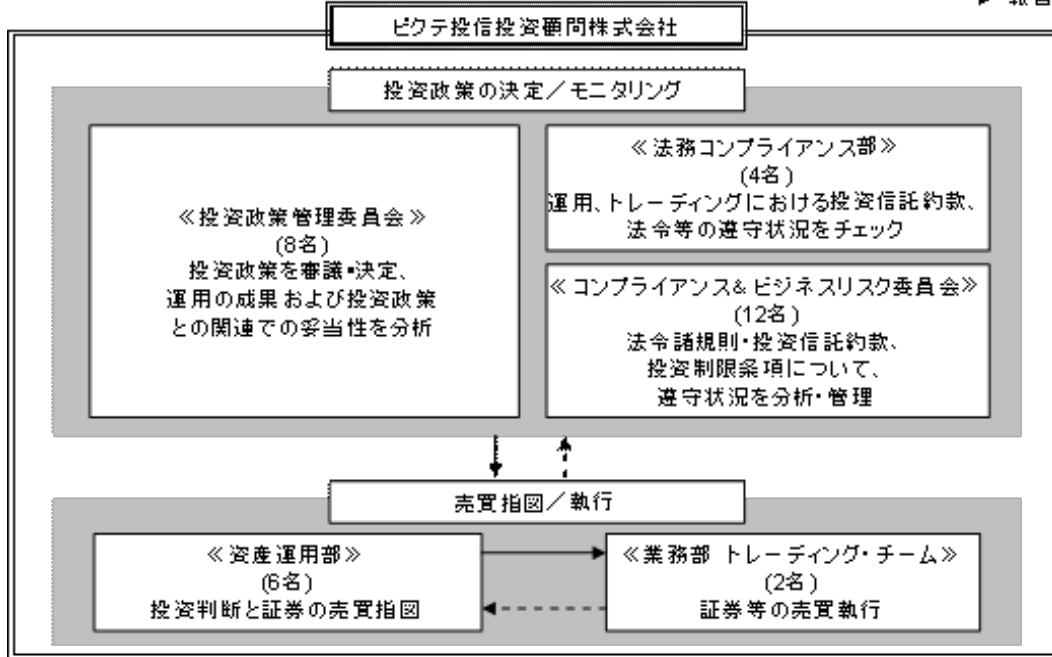 ピクテ投信投資顧問株式会社
投資政策の決定／モニタリング
≪投資政策管理委員会≫
(8名)
投資政策を審議・決定、
運用の成果および投資政策
との関連での妥当性を分析
≪法務コンプライアンス部≫
(4名)
運用、トレーディングにおける投資信託約款、
法令等の遵守状況をチェック
≪コンプライアンス&ビジネスリスク委員会≫
(12名)
法令諸規則・投資信託約款、
投資制限条項について、
遵守状況を分析・管理
売買指図／執行
≪資産運用部≫
(6名)
投資判断と証券の売買指図
≪業務部 トレーディング・チーム≫
(2名)
証券等の売買執行